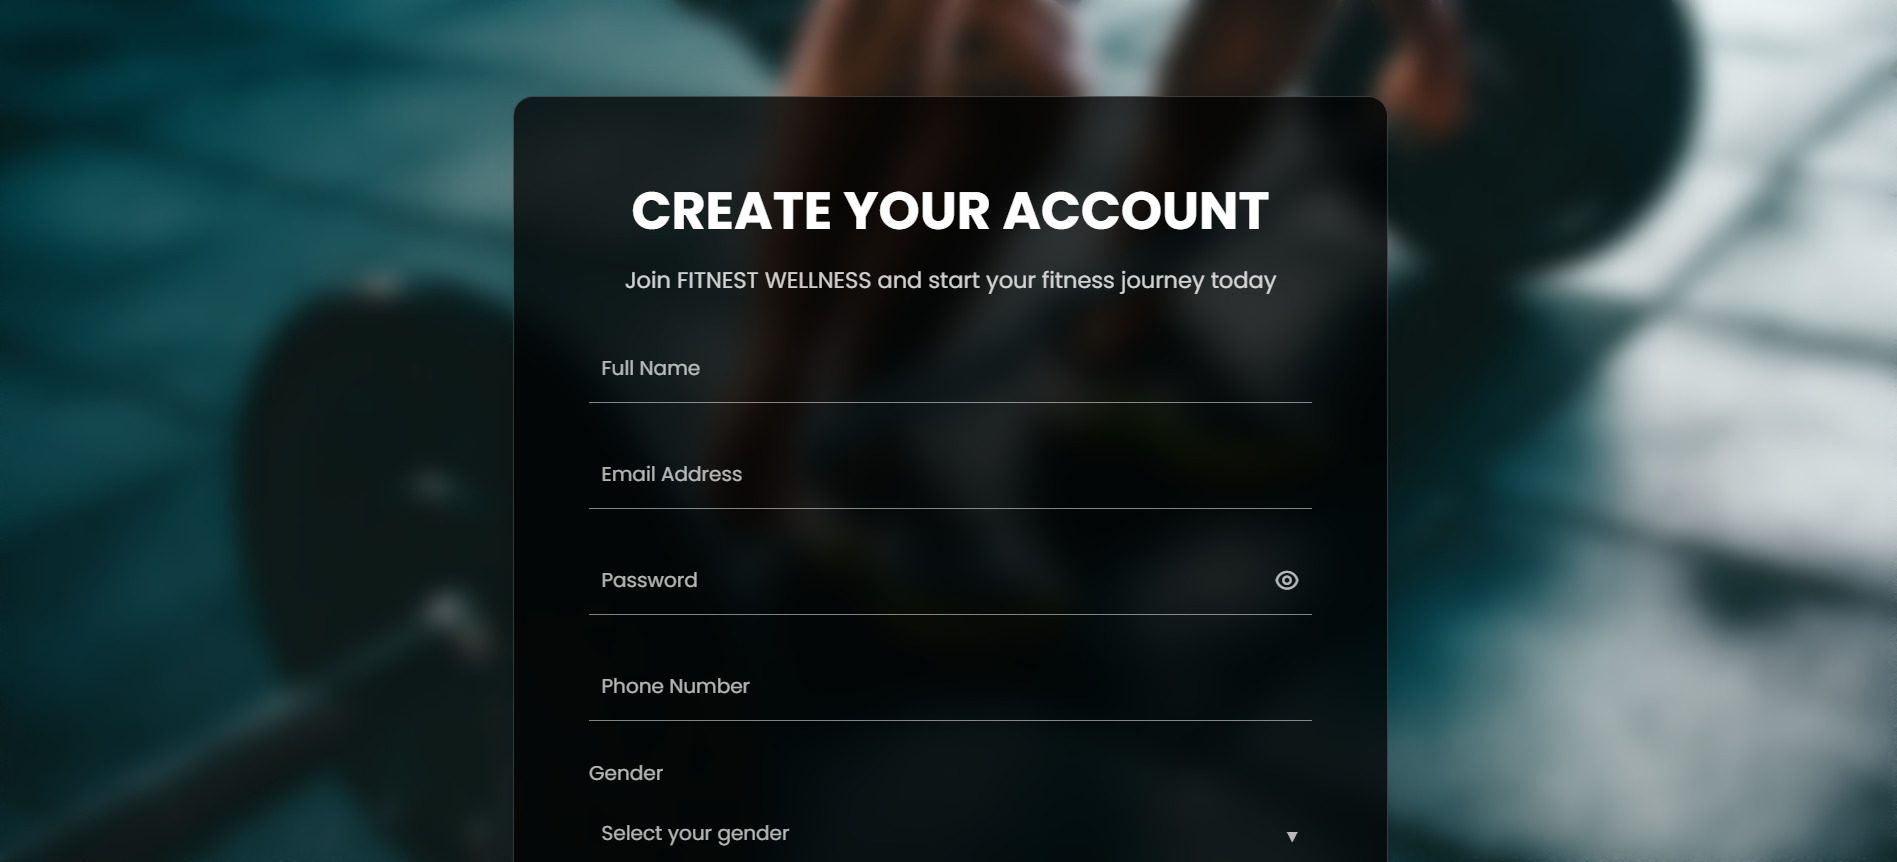 CREATE YOUR ACCOUNT
Join FITNEST WELLNESS and start your fitness journey today
Full Name
Email Address
Password
Phone Number
Gender
Select your gender